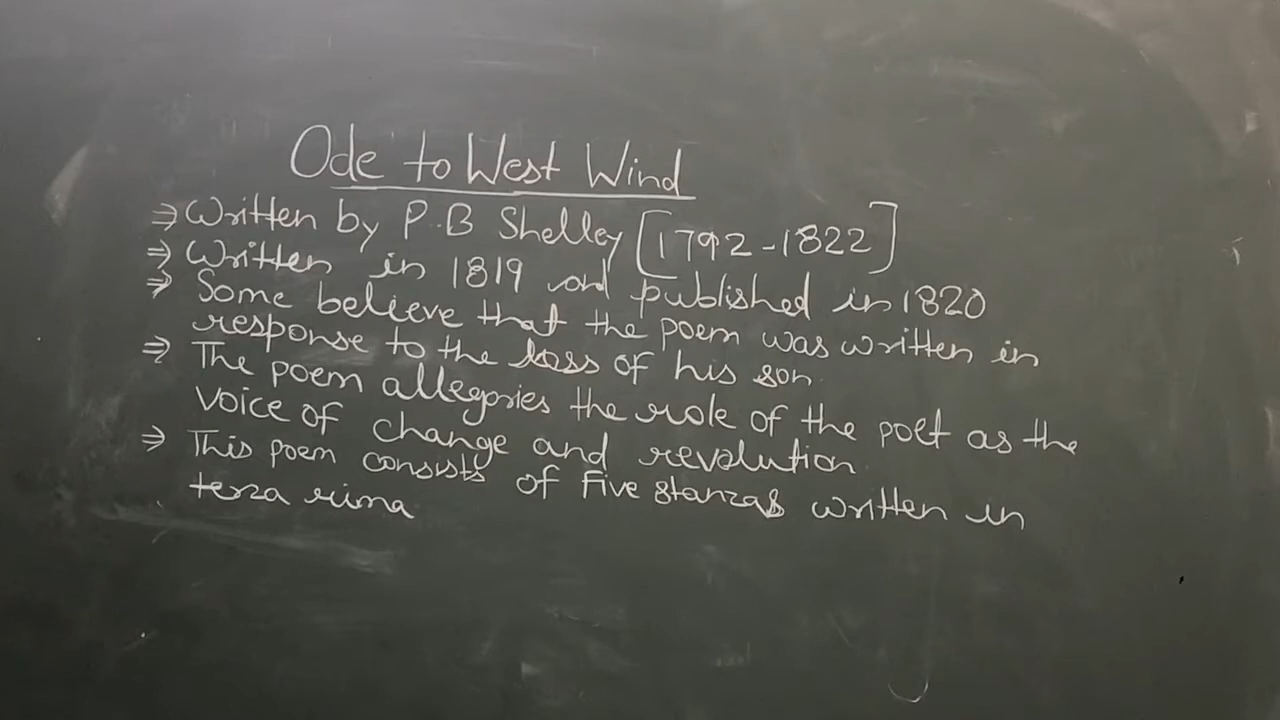 Ode to West Wind
⇒ Written by P.B Shelley [1792-1822]
⇒ Written in 1819 and published in 1820
⇒ Some believe that the poem was written in
response to the loss of his son.
⇒ The poem allegories the role of the poet as the
voice of change and revolution.
⇒ This poem consists of five stanzas written in
terza rima